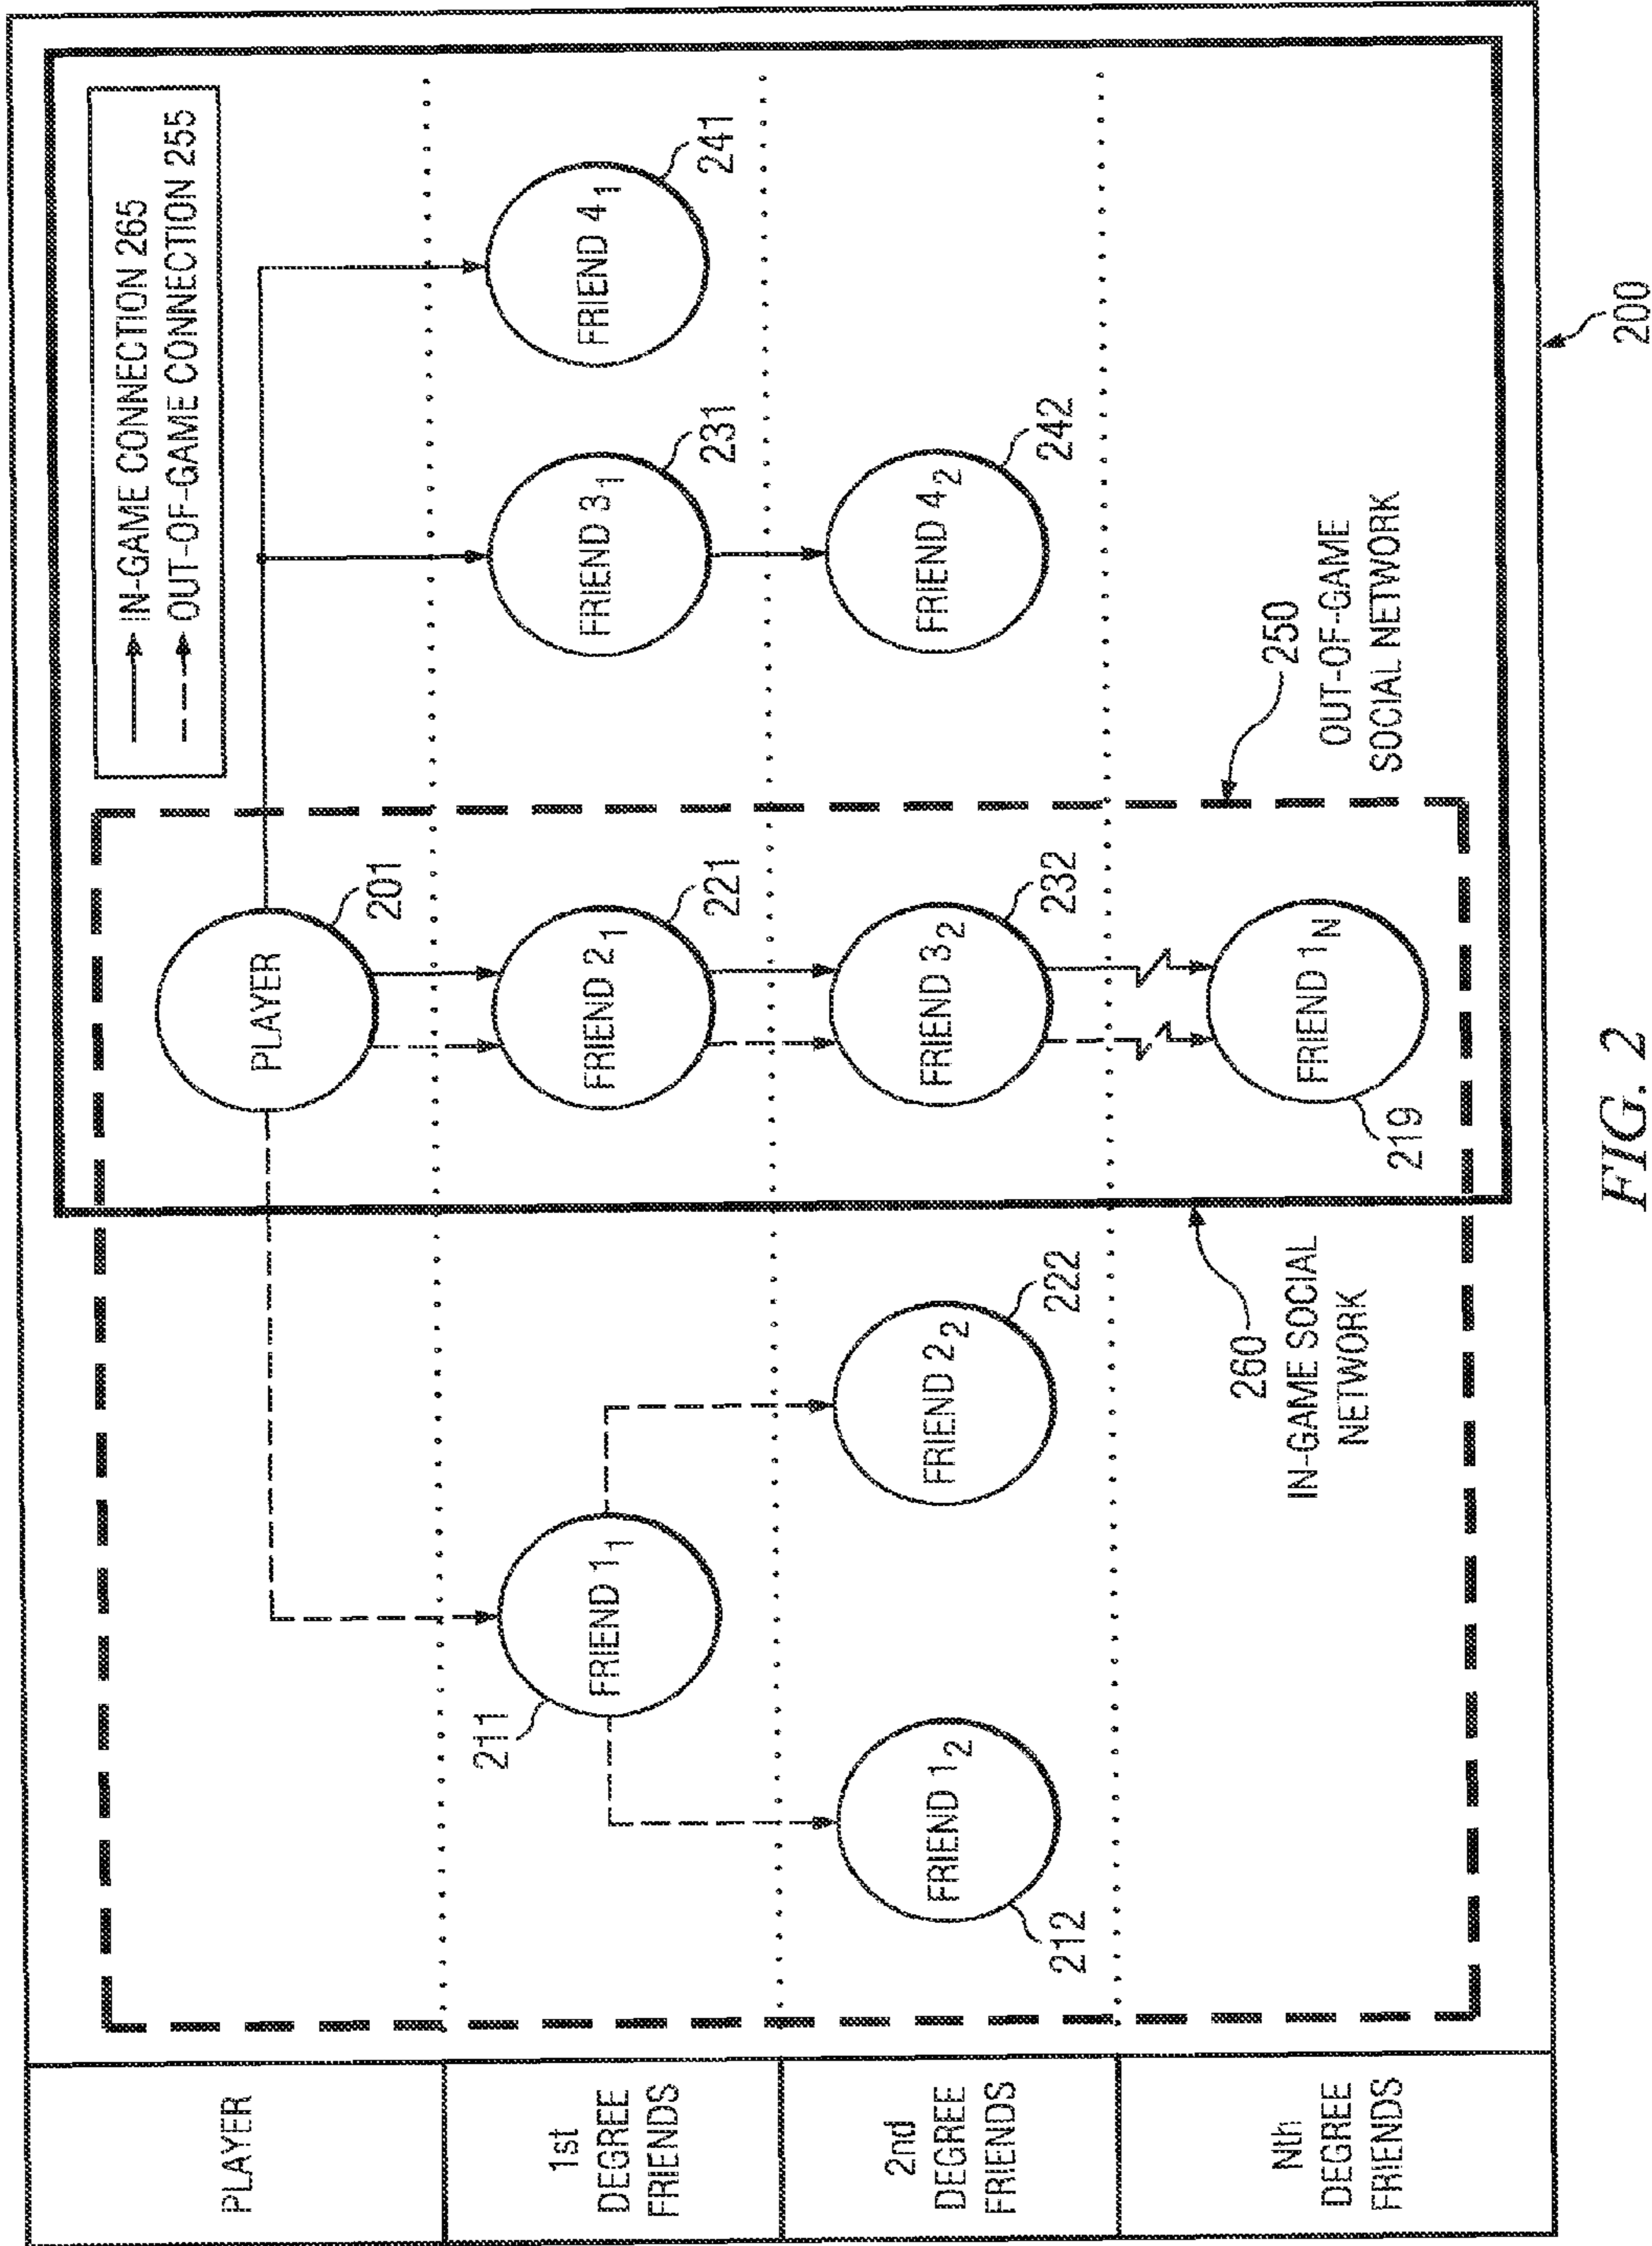 PLAYER
1st
DEGREE
FRIENDS
2nd
DEGREE
FRIENDS
Nth
DEGREE
FRIENDS
IN-GAME CONNECTION 265
OUT-OF-GAME CONNECTION 255
PLAYER
201
211
FRIEND 1₁
FRIEND 2₁
221
FRIEND 3₁
231
FRIEND 4₁
241
212
FRIEND 1₂
FRIEND 2₂
222
FRIEND 3₂
232
FRIEND 4₂
242
260
IN-GAME SOCIAL
NETWORK
219
FRIEND 1N
250
OUT-OF-GAME
SOCIAL NETWORK
200
FIG. 2